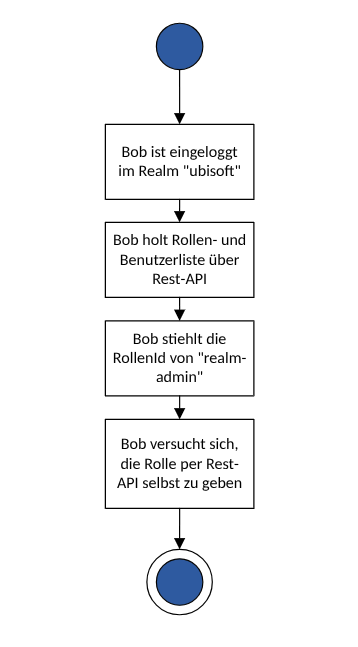 Bob ist eingeloggt
im Realm "ubisoft"
Bob holt Rollen- und
Benutzerliste über
Rest-API
Bob stiehlt die
RollenId von "realm-
admin"
Bob versucht sich,
die Rolle per Rest-
API selbst zu geben